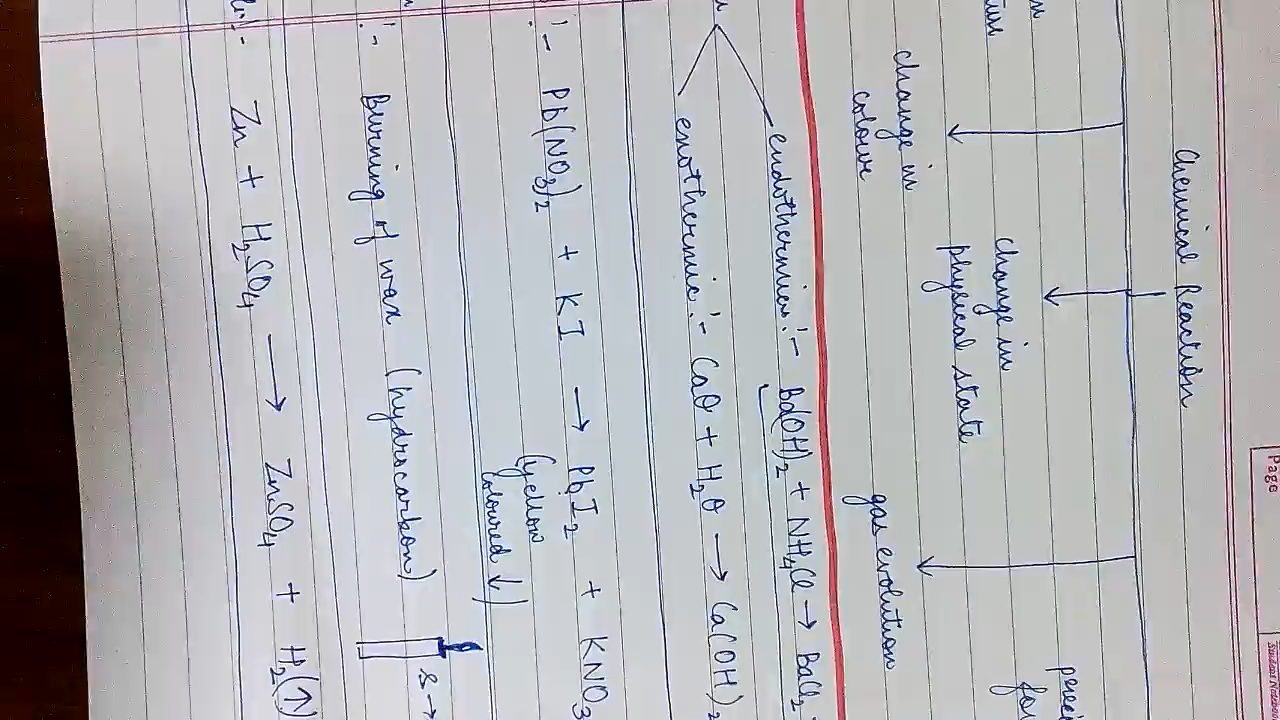 Page
Chemical Reaction
change in
colour
change in
physical state
gas evolution
endothermic :- Ba(OH)2 + NH4Cl → BaCl2
exothermic :- CaO + H2O → Ca(OH)2
:- Pb(NO3)2 + KI → PbI2 + KNO3
(yellow
coloured ↓)
:- Burning of wax (hydrocarbon)
s →
:- Zn + H2SO4 → ZnSO4 + H2(↑)